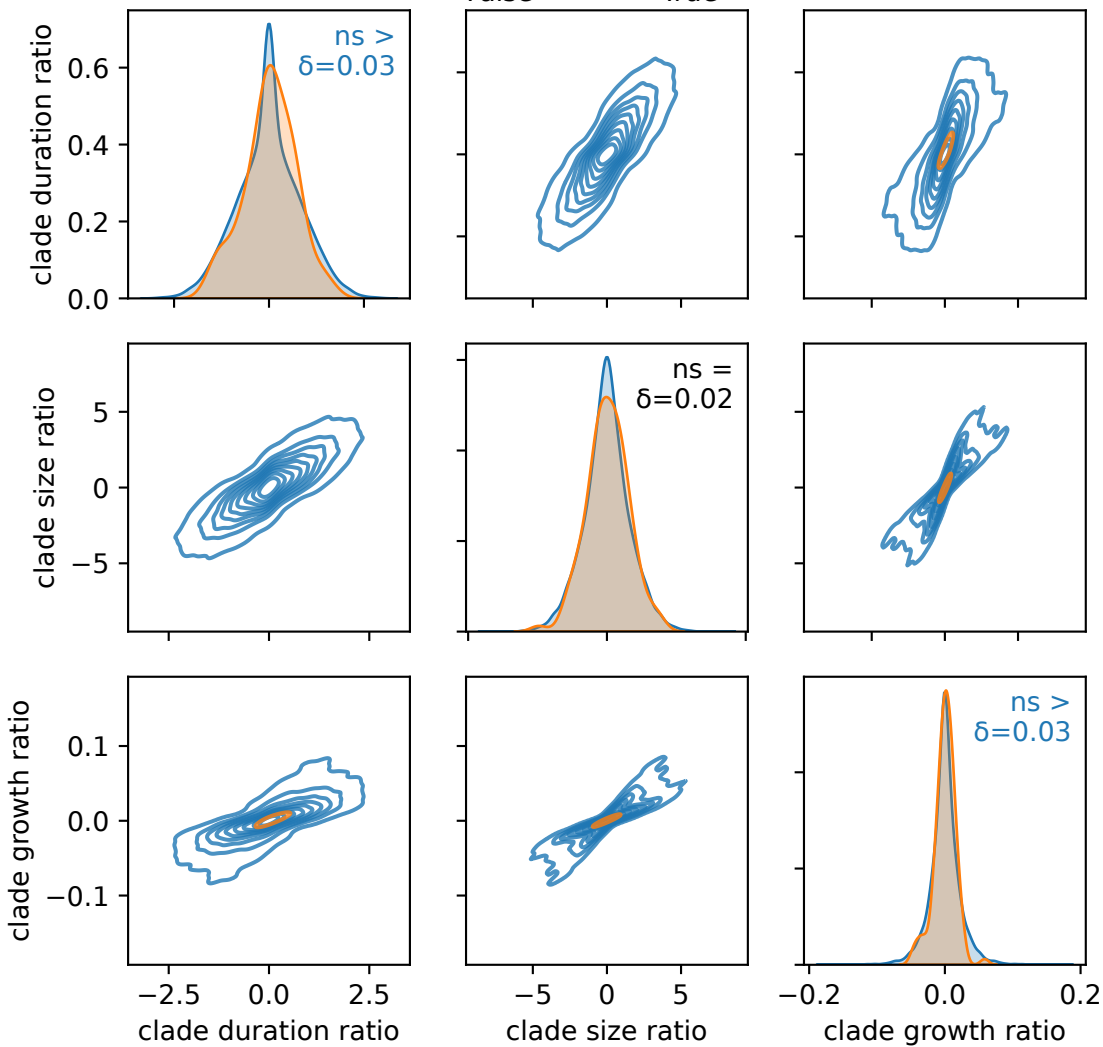 clade duration ratio
0.6
0.4
0.2
0.0
ns >
δ=0.03
−5
0
5
clade size ratio
5
0
−5
ns =
δ=0.02
clade growth ratio
0.1
0.0
−0.1
ns >
δ=0.03
−2.5 0.0 2.5
−5 0 5
−0.2 0.0 0.2
clade duration ratio
clade size ratio
clade growth ratio